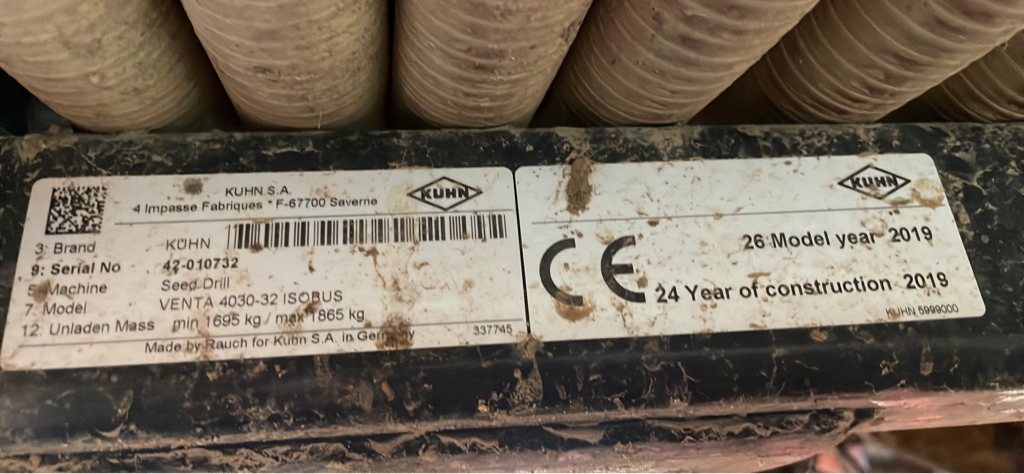 KUHN S.A.
4 Impasse Fabriques * F-67700 Saverne
KUHN
3: Brand KUHN
9: Serial No 42-010732
5: Machine Seed Drill
7. Model VENTA 4030-32 ISOBUS
12. Unladen Mass min 1695 kg / max 1865 kg
Made by Rauch for Kuhn S.A. in Germany 337745
KUHN
CE
26 Model year 2019
24 Year of construction 2019
KUHN 5999000